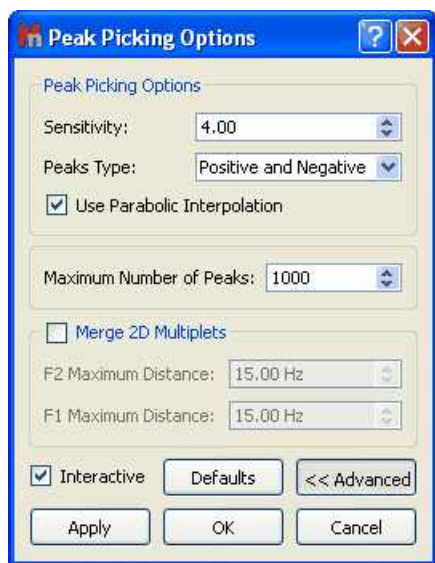 Peak Picking Options
Peak Picking Options
Sensitivity: 4.00
Peaks Type: Positive and Negative
Use Parabolic Interpolation
Maximum Number of Peaks: 1000
Merge 2D Multiplets
F2 Maximum Distance: 15.00 Hz
F1 Maximum Distance: 15.00 Hz
Interactive Defaults << Advanced
Apply OK Cancel